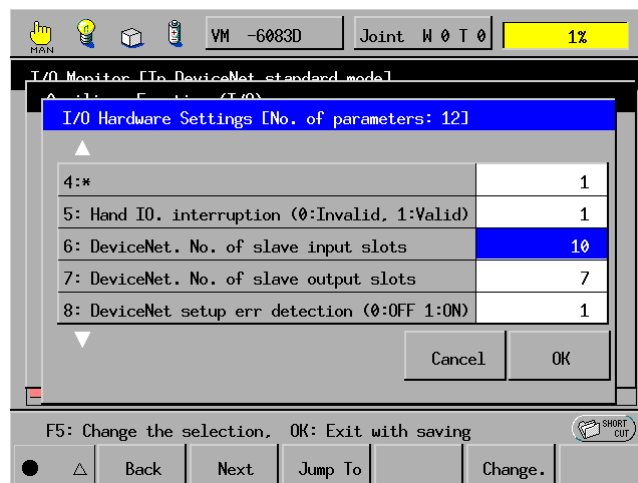 MAN
VM -6083D
Joint W 0 T 0
1%
I/O Monitor [In DeviceNet standard mode]
I/O Hardware Settings [No. of parameters: 12]
4:* 1
5: Hand IO. interruption (0:Invalid, 1:Valid) 1
6: DeviceNet. No. of slave input slots 10
7: DeviceNet. No. of slave output slots 7
8: DeviceNet setup err detection (0:OFF 1:ON) 1
Cancel OK
F5: Change the selection, OK: Exit with saving
SHORT
CUT
Back Next Jump To Change.